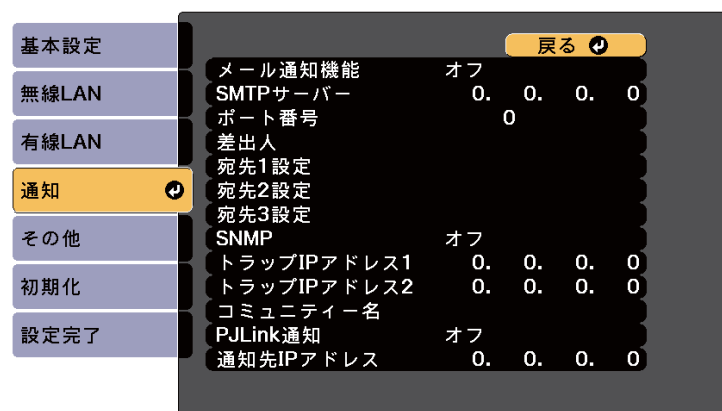 基本設定
無線LAN
有線LAN
通知
その他
初期化
設定完了
戻る
メール通知機能 オフ
SMTPサーバー 0. 0. 0. 0
ポート番号 0
差出人
宛先1設定
宛先2設定
宛先3設定
SNMP オフ
トラップIPアドレス1 0. 0. 0. 0
トラップIPアドレス2 0. 0. 0. 0
コミュニティー名
PJLink通知 オフ
通知先IPアドレス 0. 0. 0. 0